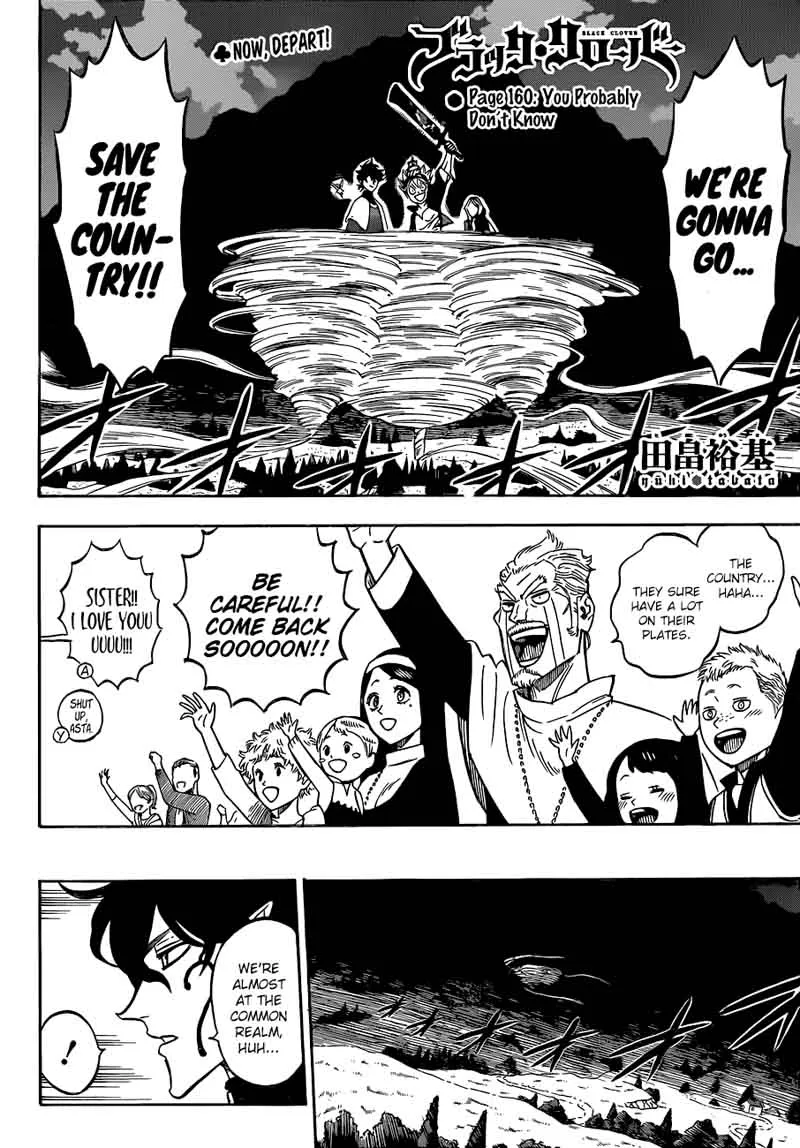 NOW, DEPART!
BLACK CLOVER
ブラック・クローバー
Page 160: You Probably
Don't Know
WE'RE
GONNA
GO...
SAVE
THE
COUN-
TRY!!
田畠裕基
yūki tabata
THE
COUNTRY...
HAHA...
THEY SURE
HAVE A LOT
ON THEIR
PLATES.
BE
CAREFUL!!
COME BACK
SOOOOON!!
SISTER!!
I LOVE YOUU
UUUU!!!
A
SHUT
UP,
ASTA.
Y
WE'RE
ALMOST
AT THE
COMMON
REALM,
HUH...
!